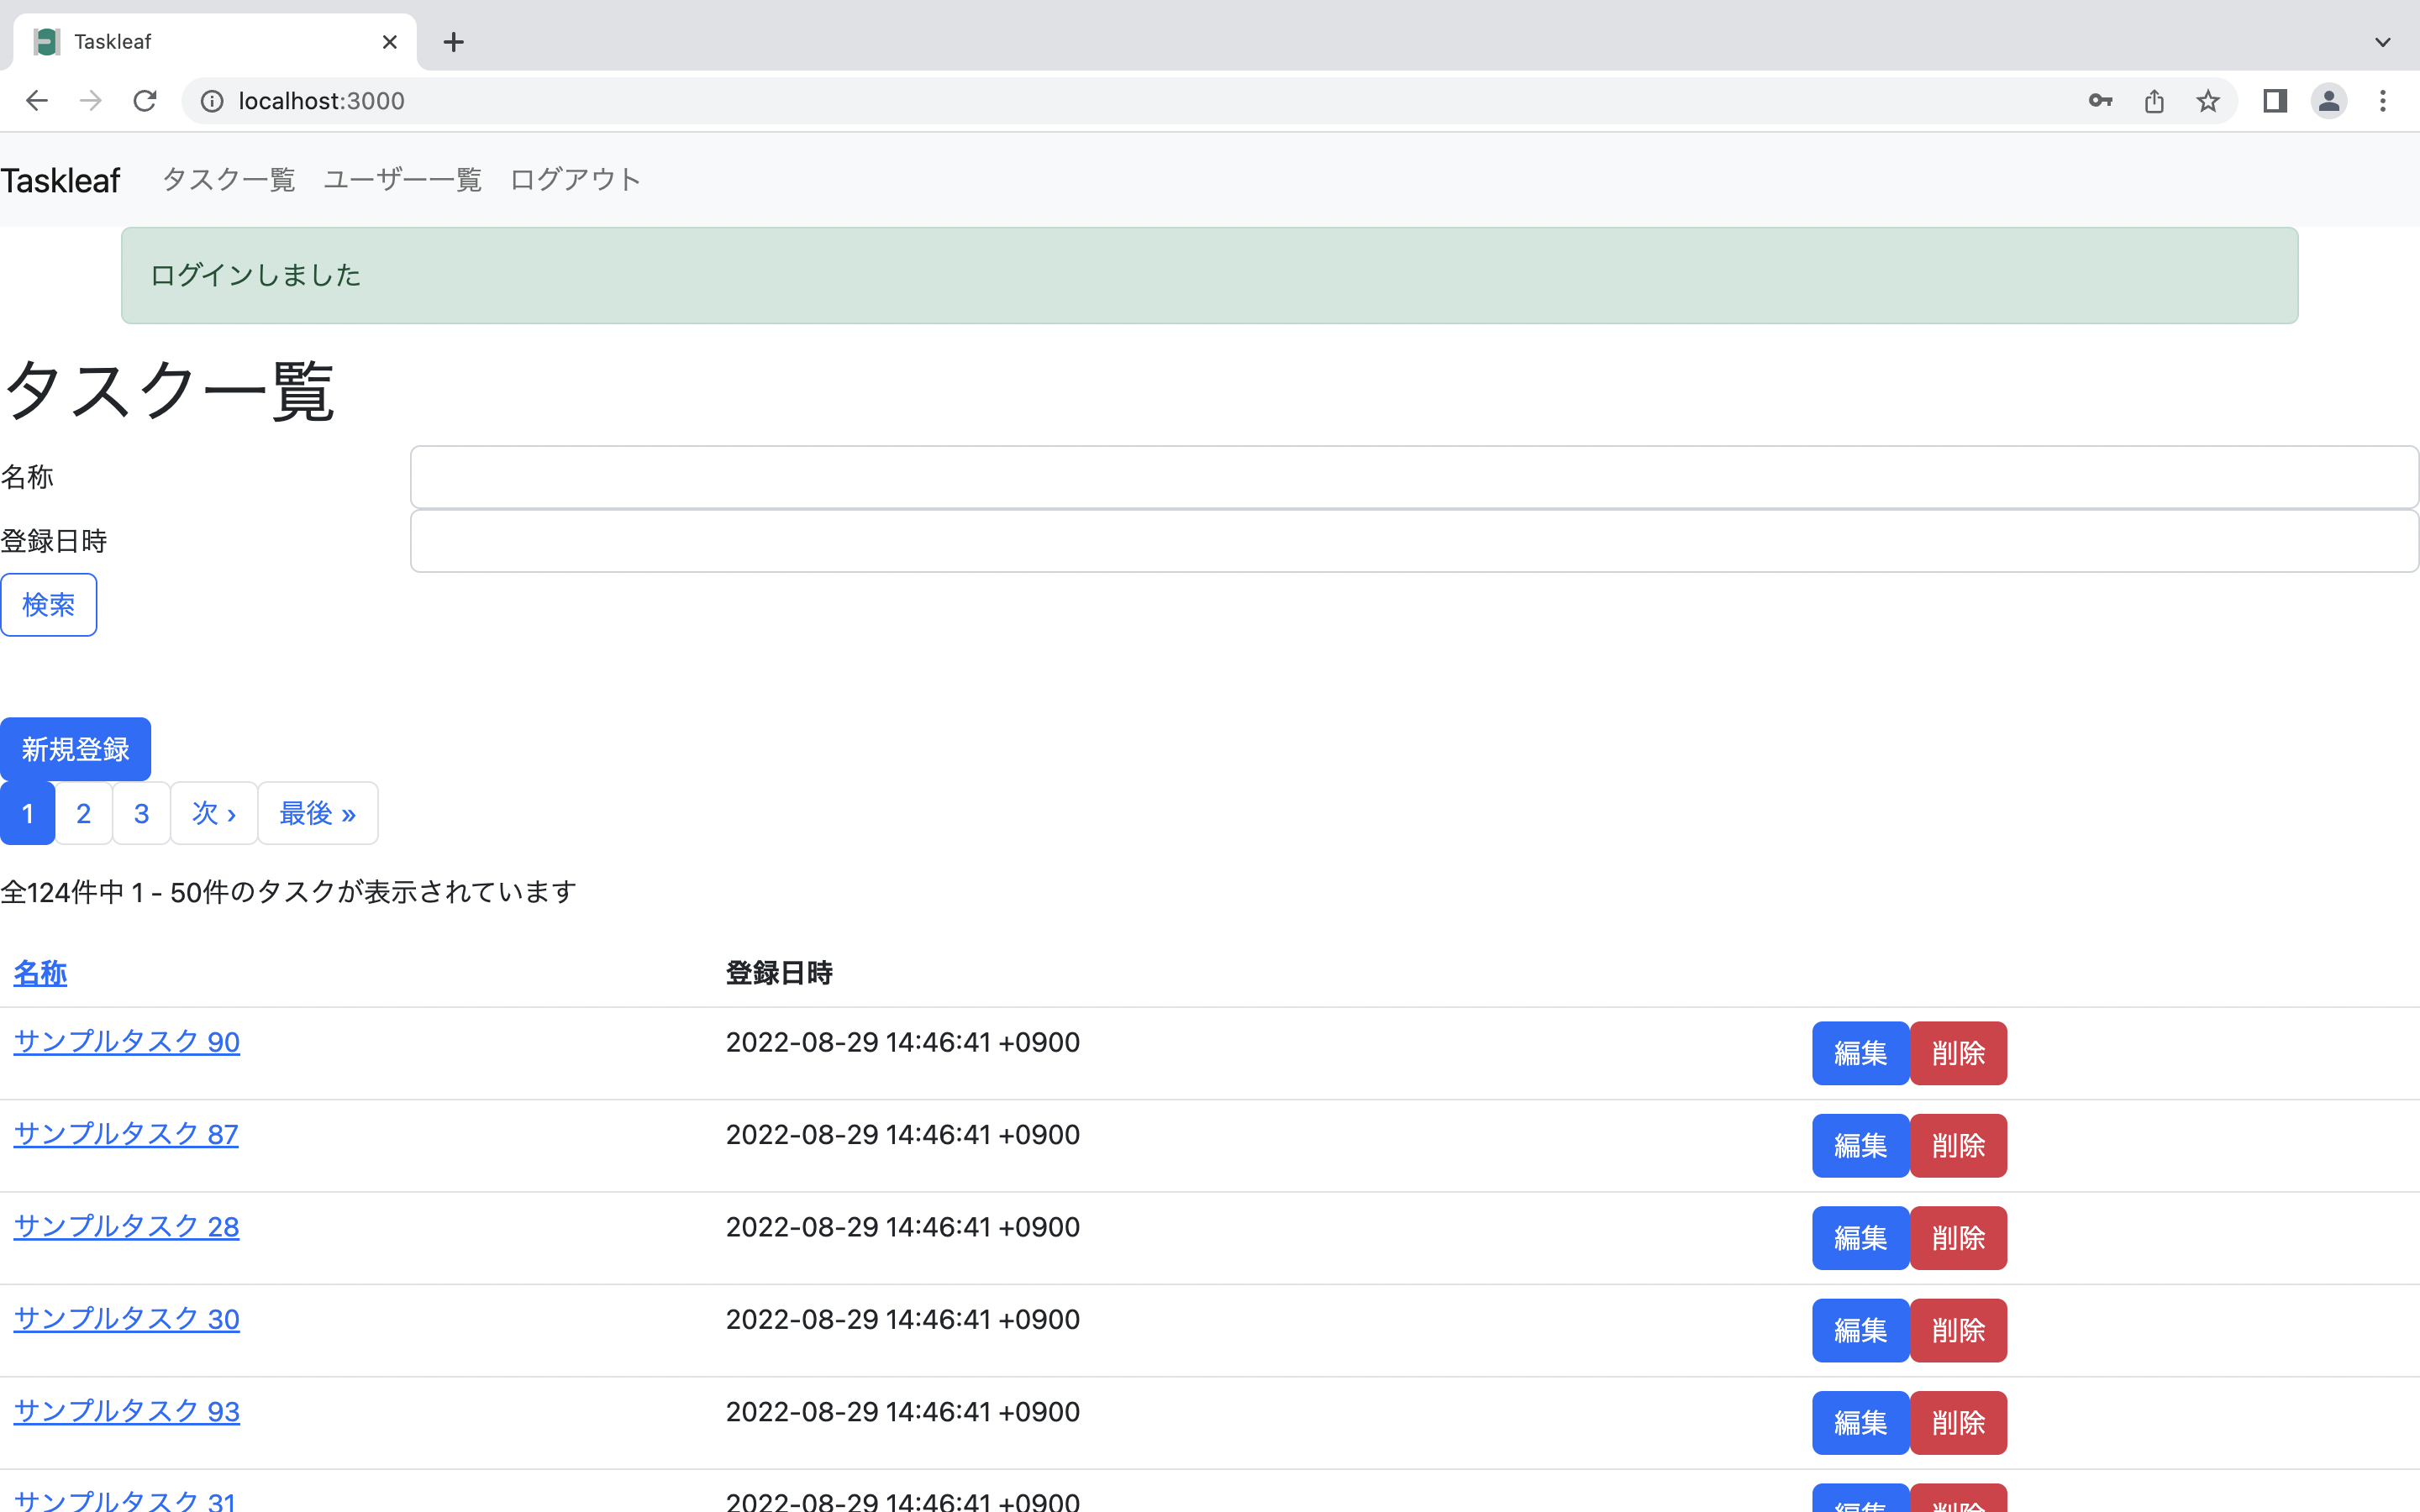 Taskleaf
localhost:3000
Taskleaf タスク一覧 ユーザー一覧 ログアウト
ログインしました
タスク一覧
名称
登録日時
検索
新規登録
1 2 3 次 › 最後 »
全124件中 1 - 50件のタスクが表示されています
名称 登録日時
サンプルタスク 90 2022-08-29 14:46:41 +0900 編集 削除
サンプルタスク 87 2022-08-29 14:46:41 +0900 編集 削除
サンプルタスク 28 2022-08-29 14:46:41 +0900 編集 削除
サンプルタスク 30 2022-08-29 14:46:41 +0900 編集 削除
サンプルタスク 93 2022-08-29 14:46:41 +0900 編集 削除
サンプルタスク 31 2022-08-29 14:46:41 +0900 編集 削除